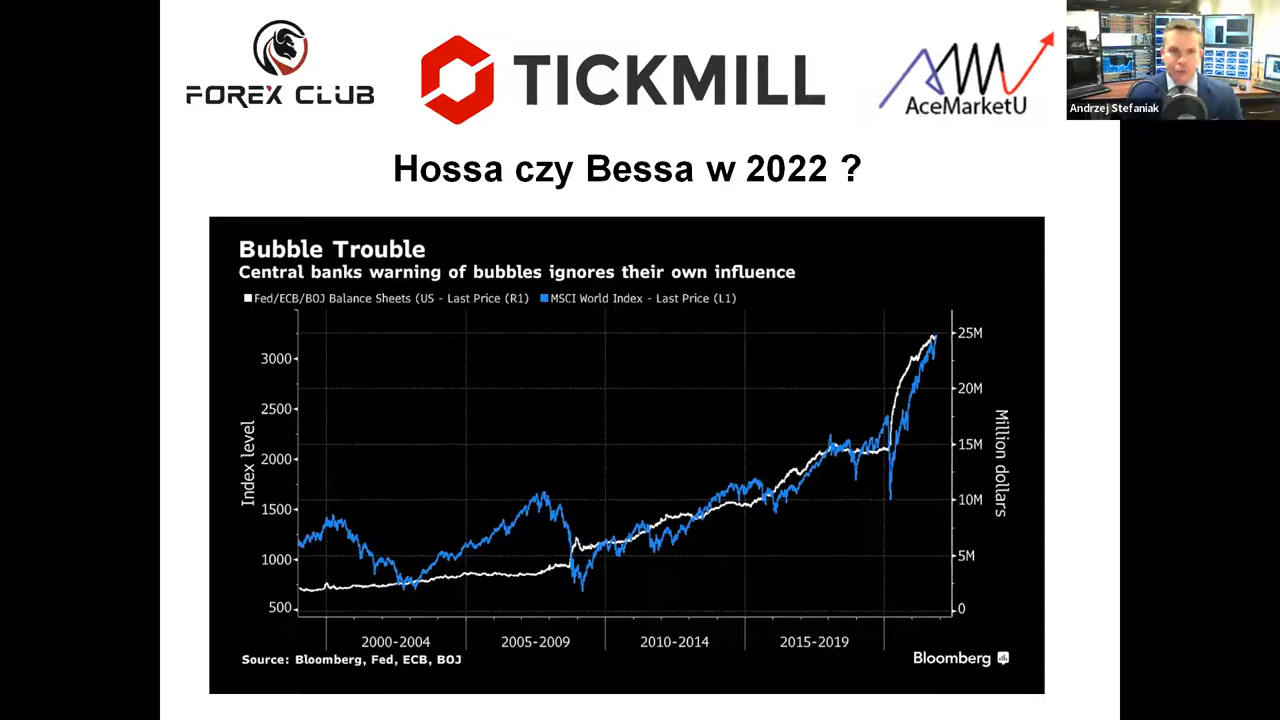 FOREX CLUB
TICKMILL
AceMarketU
Andrzej Stefaniak
Hossa czy Bessa w 2022 ?
Bubble Trouble
Central banks warning of bubbles ignores their own influence
Fed/ECB/BOJ Balance Sheets (US - Last Price (R1) MSCI World Index - Last Price (L1)
3000
2500
2000
1500
1000
500
Index level
25M
20M
15M
10M
5M
0
Million dollars
2000-2004 2005-2009 2010-2014 2015-2019
Source: Bloomberg, Fed, ECB, BOJ
Bloomberg